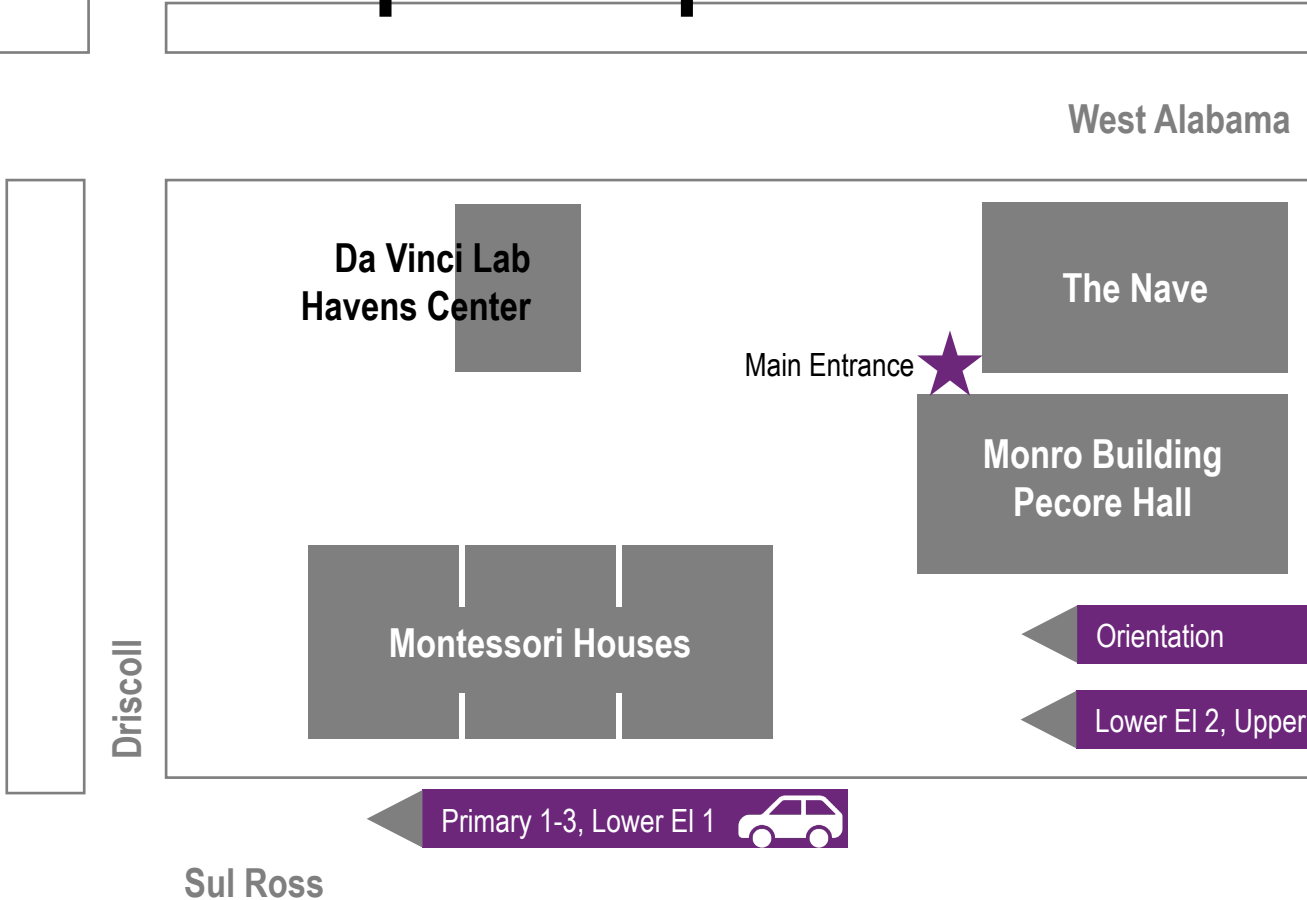 West Alabama
Da Vinci Lab
Havens Center
The Nave
Main Entrance
Monro Building
Pecore Hall
Montessori Houses
Orientation
Driscoll
Lower El 2, Upper
Primary 1-3, Lower El 1
Sul Ross